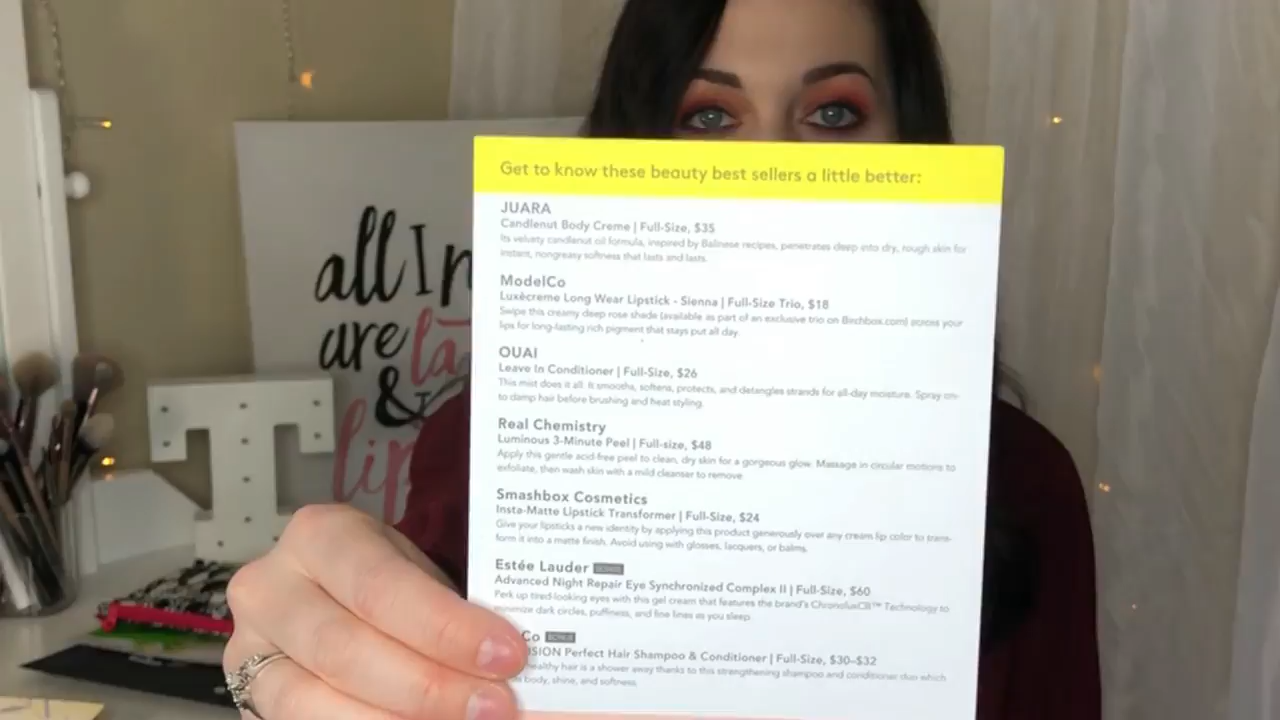 all In
are la
&
lip
T
Get to know these beauty best sellers a little better:
JUARA
Candlenut Body Creme | Full-Size, $35
Its velvety candlenut oil formula, inspired by Balinese recipes, penetrates deep into dry, rough skin for
instant, nongreasy softness that lasts and lasts.
ModelCo
Luxècreme Long Wear Lipstick - Sienna | Full-Size Trio, $18
Swipe this creamy deep rose shade (available as part of an exclusive trio on Birchbox.com) across your
lips for long-lasting rich pigment that stays put all day.
OUAI
Leave In Conditioner | Full-Size, $26
This mist does it all: It smooths, softens, protects, and detangles strands for all-day moisture. Spray on-
to damp hair before brushing and heat styling.
Real Chemistry
Luminous 3-Minute Peel | Full-size, $48
Apply this gentle acid-free peel to clean, dry skin for a gorgeous glow. Massage in circular motions to
exfoliate, then wash skin with a mild cleanser to remove.
Smashbox Cosmetics
Insta-Matte Lipstick Transformer | Full-Size, $24
Give your lipsticks a new identity by applying this product generously over any cream lip color to trans-
form it into a matte finish. Avoid using with glosses, lacquers, or balms.
Estée Lauder BONUS
Advanced Night Repair Eye Synchronized Complex II | Full-Size, $60
Perk up tired-looking eyes with this gel cream that features the brand's ChronoluxCB™ Technology to
minimize dark circles, puffiness, and fine lines as you sleep.
Co BONUS
SION Perfect Hair Shampoo & Conditioner | Full-Size, $30–$32
healthy hair is a shower away thanks to this strengthening shampoo and conditioner duo which
body, shine, and softness.